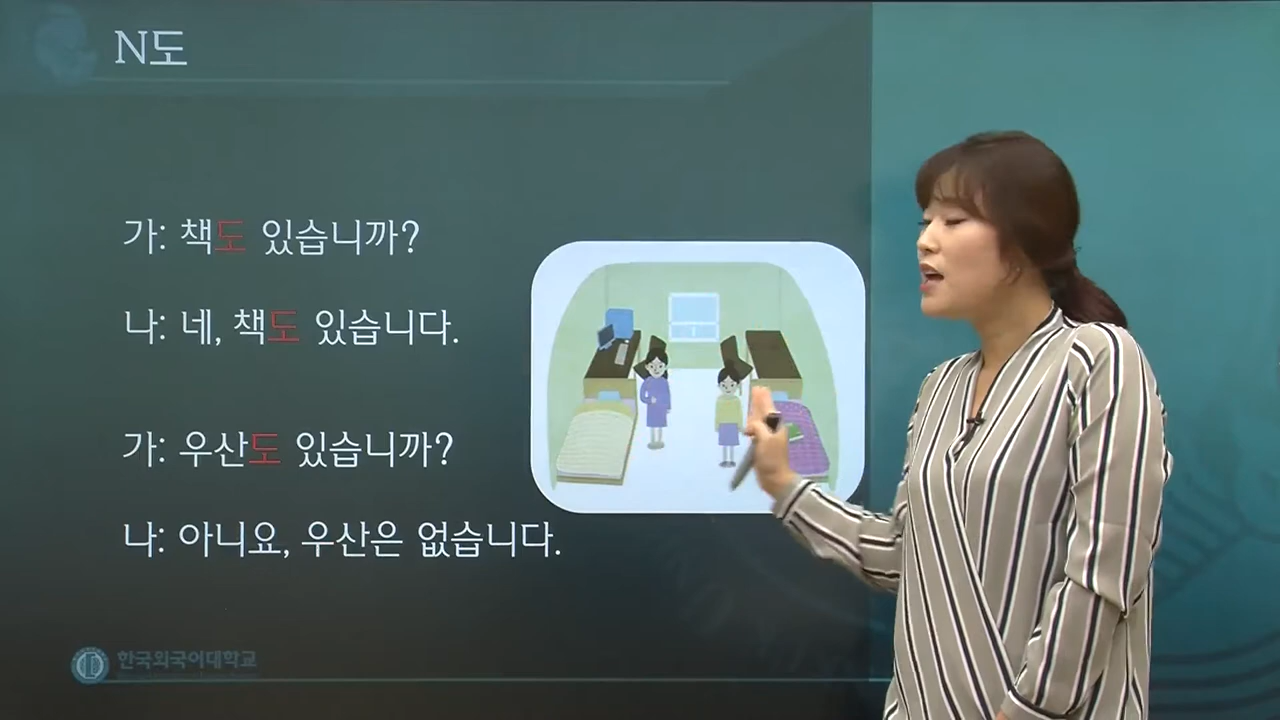 N도
가: 책도 있습니까?
나: 네, 책도 있습니다.
가: 우산도 있습니까?
나: 아니요, 우산은 없습니다.
한국외국어대학교